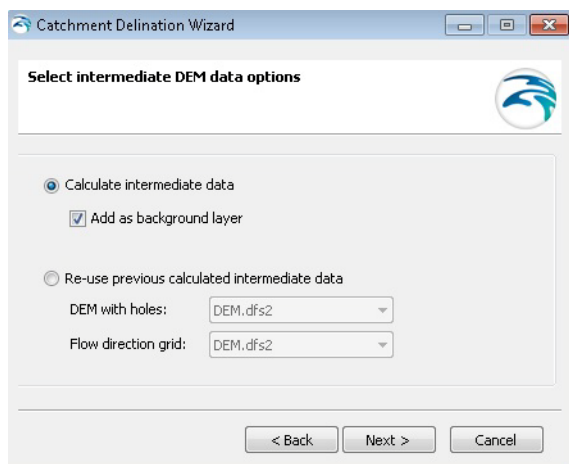 Catchment Delination Wizard
Select intermediate DEM data options
Calculate intermediate data
Add as background layer
Re-use previous calculated intermediate data
DEM with holes: DEM.dfs2
Flow direction grid: DEM.dfs2
< Back Next > Cancel